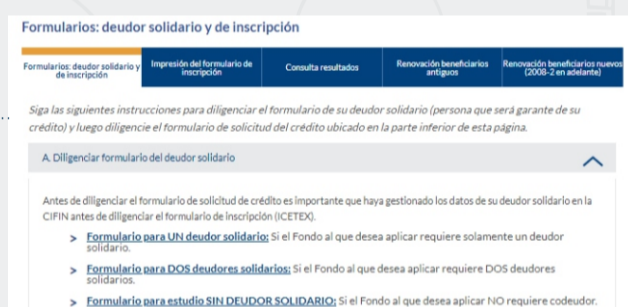 Formularios: deudor solidario y de inscripción
Formularios: deudor solidario y
de inscripción
Impresión del formulario de
inscripción
Consulta resultados
Renovación beneficiarios
antiguos
Renovación beneficiarios nuevos
(2008-2 en adelante)
Siga las siguientes instrucciones para diligenciar el formulario de su deudor solidario (persona que será garante de su
crédito) y luego diligencie el formulario de solicitud del crédito ubicado en la parte inferior de esta página.
A. Diligenciar formulario del deudor solidario
Antes de diligenciar el formulario de solicitud de crédito es importante que haya gestionado los datos de su deudor solidario en la
CIFIN antes de diligenciar el formulario de inscripción (ICETEX).
> Formulario para UN deudor solidario: Si el Fondo al que desea aplicar requiere solamente un deudor
solidario.
> Formulario para DOS deudores solidarios: Si el Fondo al que desea aplicar requiere DOS deudores
solidarios.
> Formulario para estudio SIN DEUDOR SOLIDARIO: Si el Fondo al que desea aplicar NO requiere codeudor.